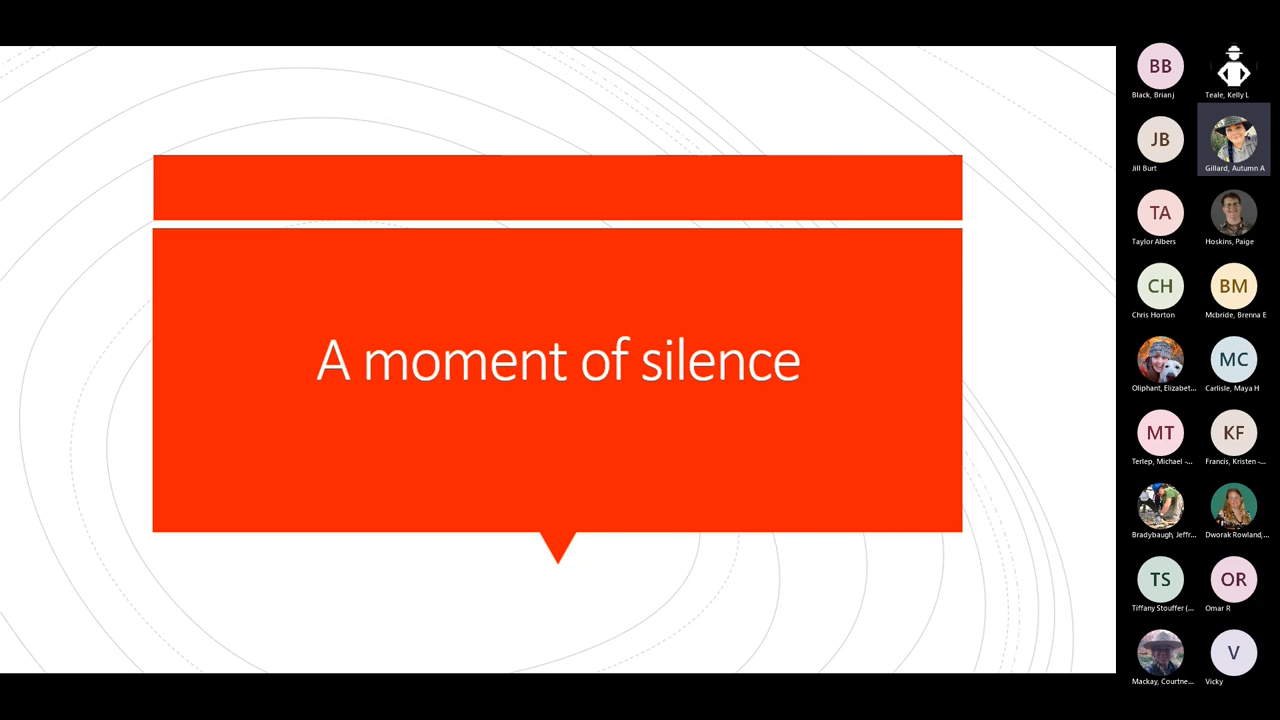 A moment of silence
BB
Black, Brian J
Teale, Kelly L
JB
Jill Burt
Gillard, Autumn A
TA
Taylor Albers
Hoskins, Paige
CH
Chris Horton
BM
Mcbride, Brenna E
Oliphant, Elizabet...
MC
Carlisle, Maya H
MT
Terlep, Michael -...
KF
Francis, Kristen -...
Bradybaugh, Jeffr...
Dworak Rowland,...
TS
Tiffany Stouffer (...
OR
Omar R
Mackay, Courtne...
V
Vicky